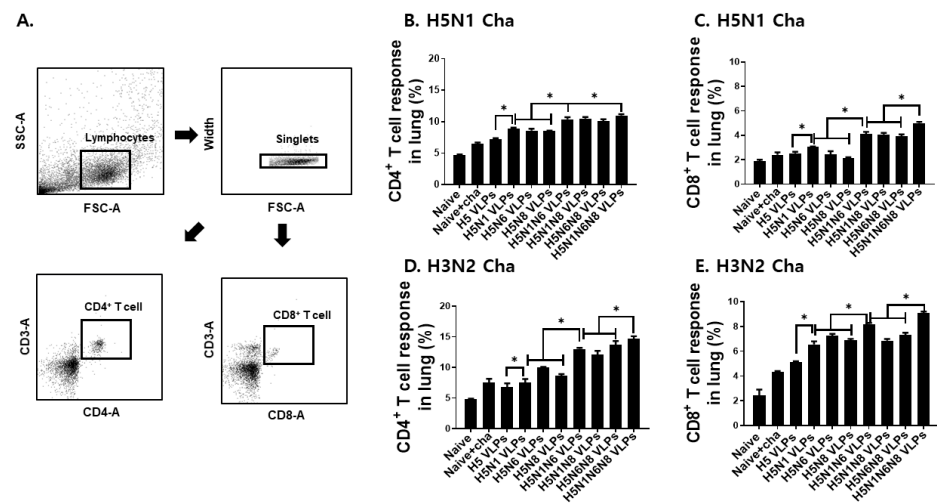 A.
SSC-A
Lymphocytes
FSC-A
Width
Singlets
FSC-A
CD3-A
CD4⁺ T cell
CD4-A
CD3-A
CD8⁺ T cell
CD8-A
B. H5N1 Cha
CD4⁺ T cell response
in lung (%)
20
15
10
5
0
*
*
*
Naive
Naive+cha
H5 VLPs
H5N1 VLPs
H5N6 VLPs
H5N8 VLPs
H5N1N6 VLPs
H5N1N8 VLPs
H5N6N8 VLPs
H5N1N6N8 VLPs
C. H5N1 Cha
CD8⁺ T cell response
in lung (%)
10
8
6
4
2
0
*
*
*
Naive
Naive+cha
H5 VLPs
H5N1 VLPs
H5N6 VLPs
H5N8 VLPs
H5N1N6 VLPs
H5N1N8 VLPs
H5N6N8 VLPs
H5N1N6N8 VLPs
D. H3N2 Cha
CD4⁺ T cell response
in lung (%)
20
15
10
5
0
*
*
*
Naive
Naive+cha
H5 VLPs
H5N1 VLPs
H5N6 VLPs
H5N8 VLPs
H5N1N6 VLPs
H5N1N8 VLPs
H5N6N8 VLPs
H5N1N6N8 VLPs
E. H3N2 Cha
CD8⁺ T cell response
in lung (%)
10
8
6
4
2
0
*
*
*
Naive
Naive+cha
H5 VLPs
H5N1 VLPs
H5N6 VLPs
H5N8 VLPs
H5N1N6 VLPs
H5N1N8 VLPs
H5N6N8 VLPs
H5N1N6N8 VLPs